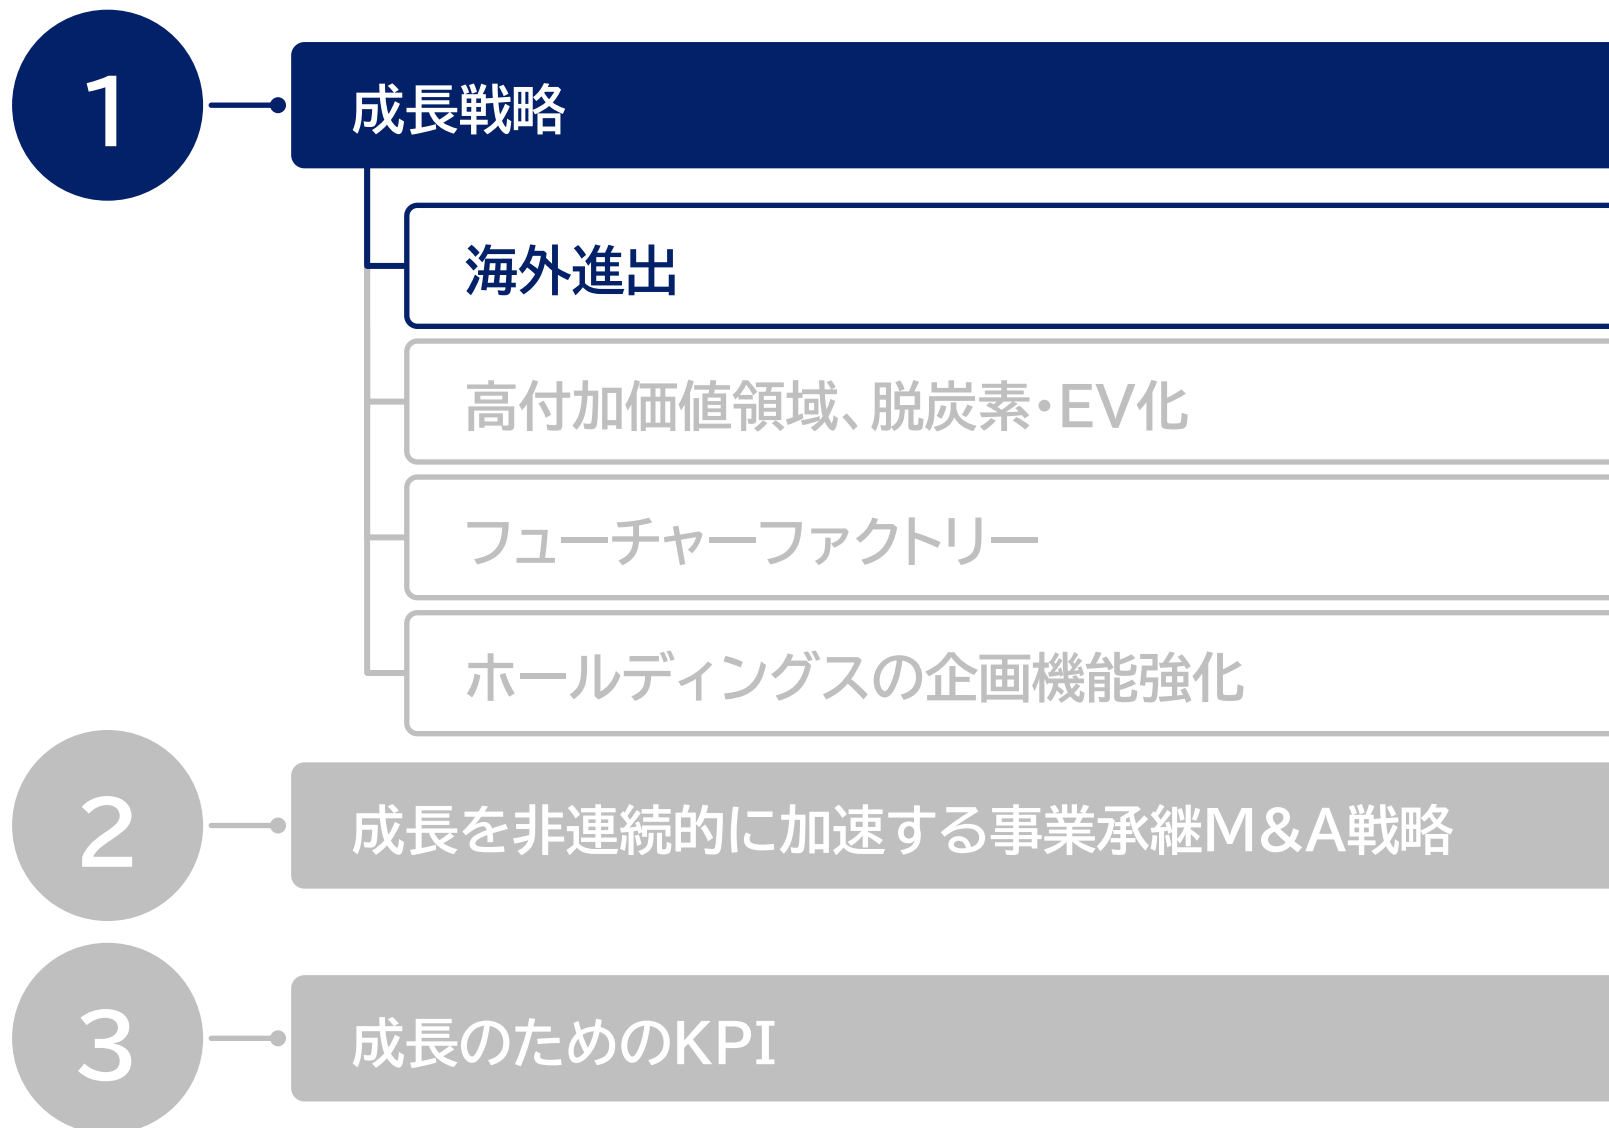 1
成長戦略
海外進出
高付加価値領域、脱炭素・EV化
フューチャーファクトリー
ホールディングスの企画機能強化
2
成長を非連続的に加速する事業承継M&A戦略
3
成長のためのKPI